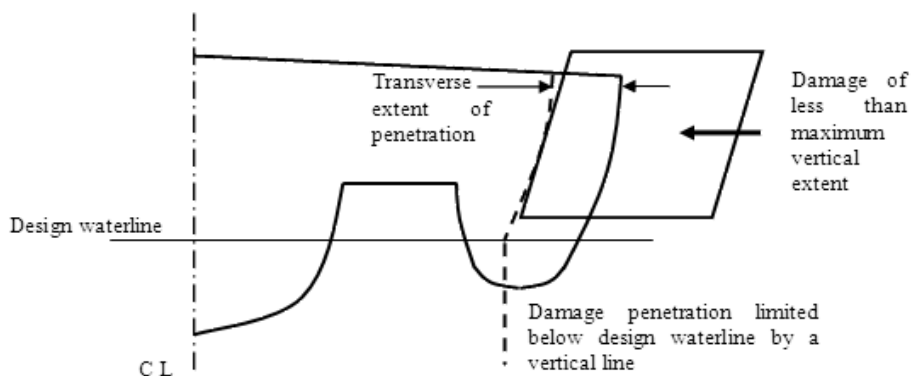 Transverse
extent of
penetration
Damage of
less than
maximum
vertical
extent
Design waterline
Damage penetration limited
below design waterline by a
vertical line
C L